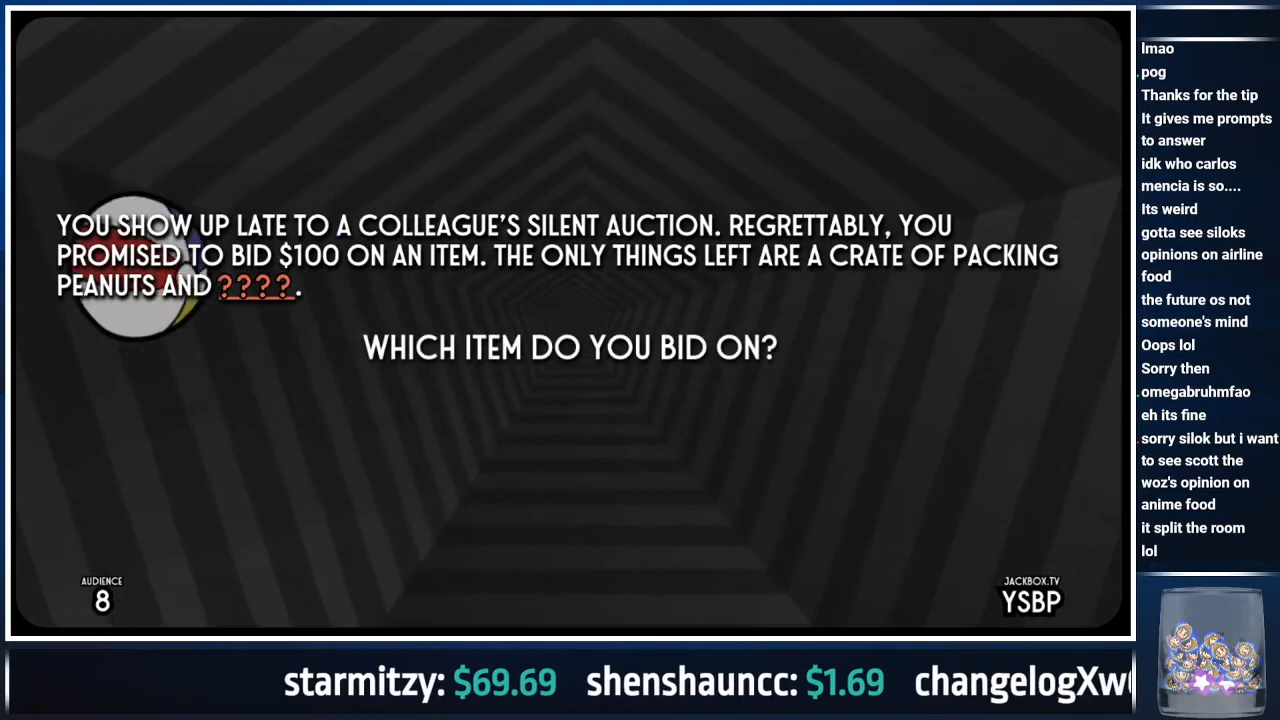 YOU SHOW UP LATE TO A COLLEAGUE'S SILENT AUCTION. REGRETTABLY, YOU
PROMISED TO BID $100 ON AN ITEM. THE ONLY THINGS LEFT ARE A CRATE OF PACKING
PEANUTS AND ????.
WHICH ITEM DO YOU BID ON?
AUDIENCE
8
JACKBOX.TV
YSBP
lmao
pog
Thanks for the tip
It gives me prompts
to answer
idk who carlos
mencia is so....
Its weird
gotta see siloks
opinions on airline
food
the future os not
someone's mind
Oops lol
Sorry then
omegabruhmfao
eh its fine
sorry silok but i want
to see scott the
woz's opinion on
anime food
it split the room
lol
starmitzy: $69.69 shenshauncc: $1.69